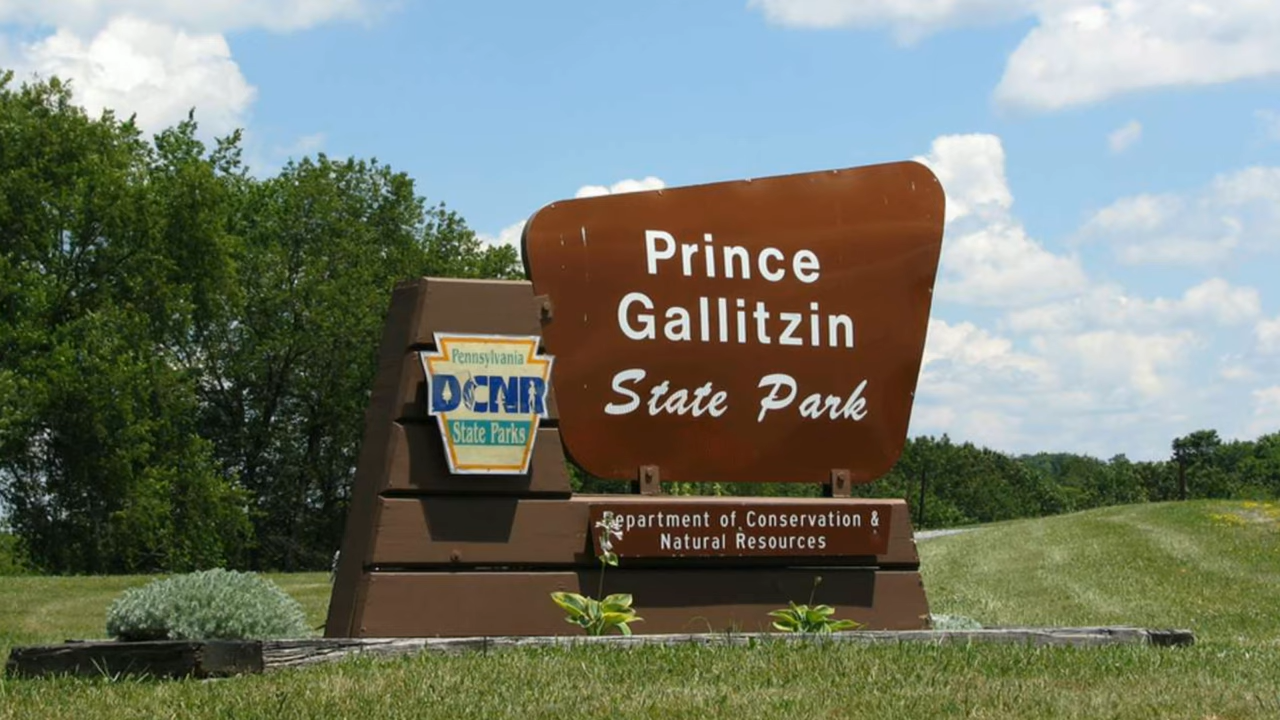 Prince
Gallitzin
State Park
Pennsylvania
DCNR
State Parks
Department of Conservation &
Natural Resources